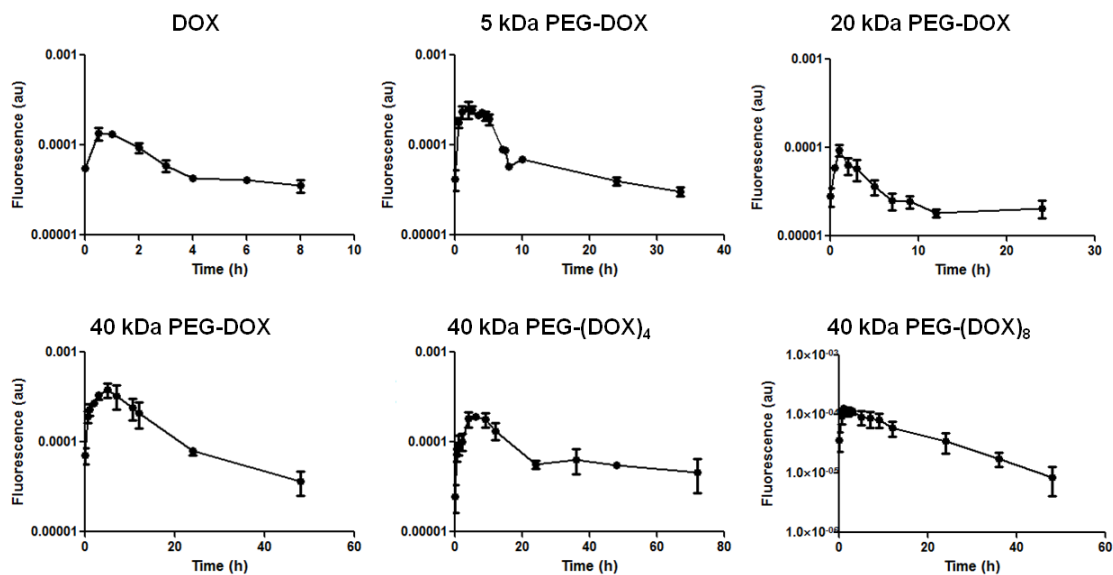 DOX
5 kDa PEG-DOX
20 kDa PEG-DOX
0.001
0.0001
0.00001
Fluorescence (au)
0 2 4 6 8 10
Time (h)
0.001
0.0001
0.00001
Fluorescence (au)
0 10 20 30 40
Time (h)
0.001
0.0001
0.00001
Fluorescence (au)
0 10 20 30
Time (h)
40 kDa PEG-DOX
40 kDa PEG-(DOX)₄
40 kDa PEG-(DOX)₈
0.001
0.0001
0.00001
Fluorescence (au)
0 20 40 60
Time (h)
0.001
0.0001
0.00001
Fluorescence (au)
0 20 40 60 80
Time (h)
1.0×10⁻⁰³
1.0×10⁻⁰⁴
1.0×10⁻⁰⁵
1.0×10⁻⁰⁶
Fluorescence (au)
0 20 40 60
Time (h)